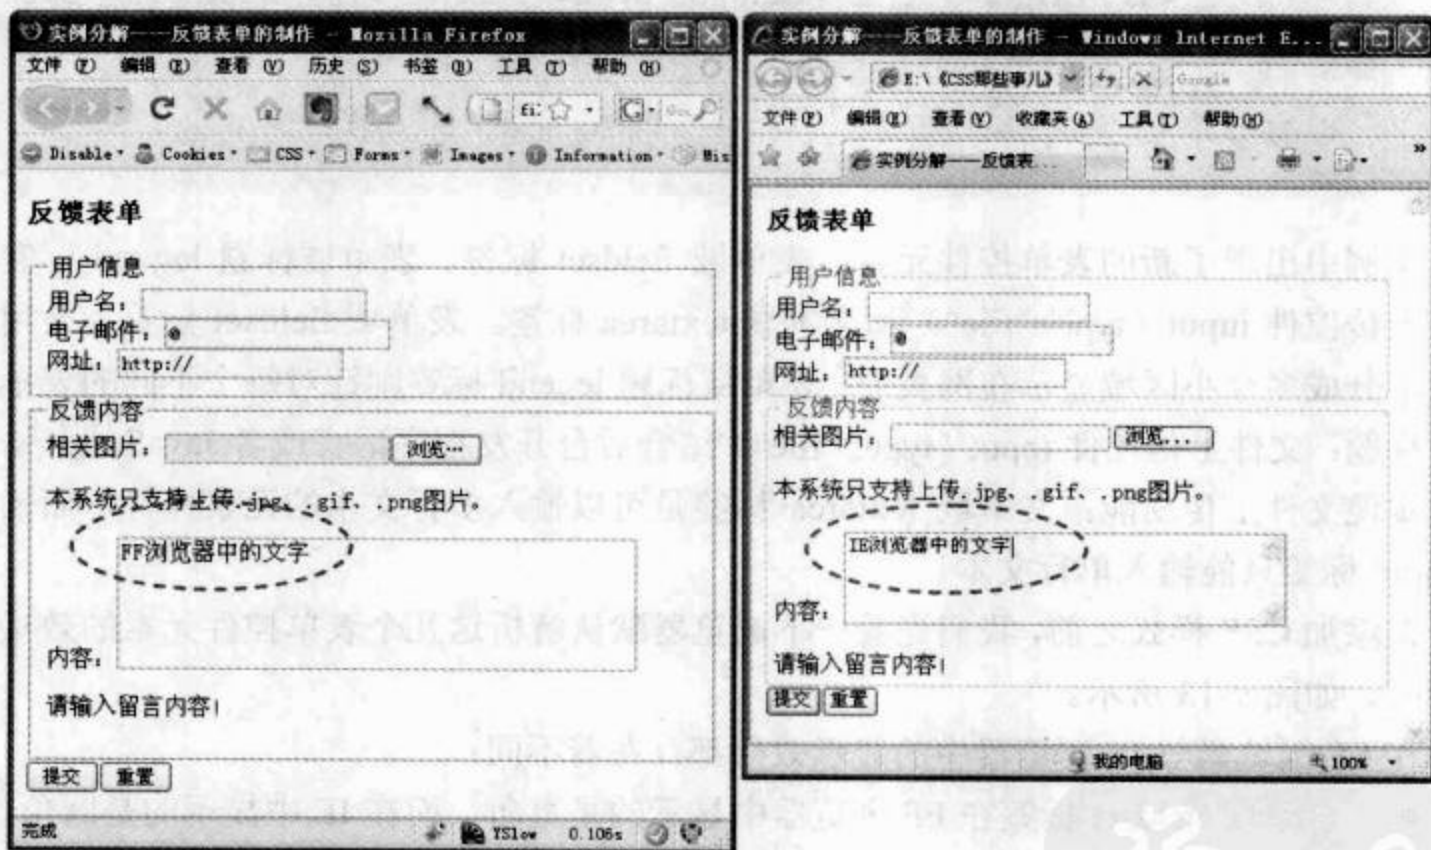 实例分解——反馈表单的制作 - Mozilla Firefox
文件 (F) 编辑 (E) 查看 (V) 历史 (S) 书签 (B) 工具 (T) 帮助 (H)
Disable Cookies CSS Forms Images Information Mis
反馈表单
用户信息
用户名:
电子邮件: @
网址: http://
反馈内容
相关图片: 浏览…
本系统只支持上传.jpg、.gif、.png图片。
FF浏览器中的文字
内容:
请输入留言内容!
提交 重置
完成 YSlow 0.106s
实例分解——反馈表单的制作 - Windows Internet E...
E:\《CSS那些事儿》 Google
文件(F) 编辑(E) 查看(V) 收藏夹(A) 工具(T) 帮助(H)
实例分解——反馈表... »
反馈表单
用户信息
用户名:
电子邮件: @
网址: http://
反馈内容
相关图片: 浏览...
本系统只支持上传.jpg、.gif、.png图片。
IE浏览器中的文字
内容:
请输入留言内容!
提交 重置
我的电脑 100%